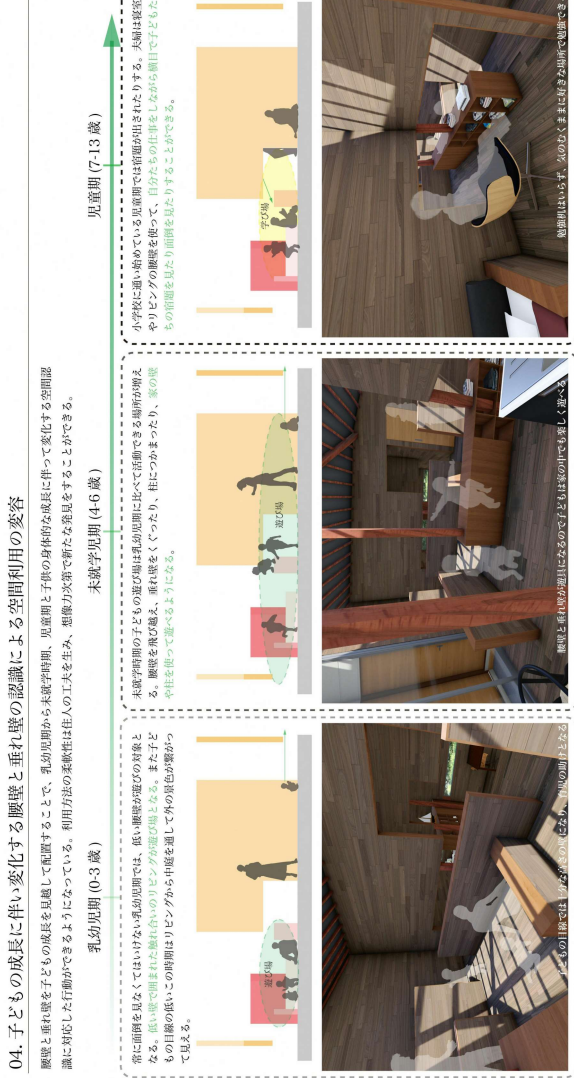 04. 子どもの成長に伴い変化する腰壁と垂れ壁の認識による空間利用の変容
腰壁と垂れ壁を子どもの成長を見越して配置することで、乳幼児期から未就学時期、児童期と子供の身体的な成長に伴って変化する空間認
識に対応した行動ができるようになっている。利用方法の柔軟性は住人の工夫を生み、想像力次第で新たな発見をすることができる。
乳幼児期 (0-3 歳 )
常に面倒を見なくてはいけない乳幼児期では、低い腰壁が遊びの対象と
なる。低い壁で囲まれた触れ合いのリビングが遊び場となる。また子ど
もの目線の低いこの時期はリビングから中庭を通して外の景色が繋がっ
て見える。
遊び場
子どもの目線では十分な高さの壁になり、育児の助けとなる
未就学児期 (4-6 歳 )
未就学時期の子どもの遊び場は乳幼児期に比べて活動できる場所が増え
る。腰壁を飛び越え、垂れ壁をくぐったり、柱につかまったり、家の壁
や柱を使って遊べるようになる。
遊び場
腰壁と垂れ壁が遊具になるので子どもは家の中でも楽しく遊べる
児童期 (7-13 歳 )
小学校に通い始めている児童期では宿題が出されたりする。夫婦は寝室
やリビングの腰壁を使って、自分たちの仕事をしながら横目で子どもた
ちの宿題を見たり面倒を見たりすることができる。
学び場
勉強机はいらず、気のむくままに好きな場所で勉強でき